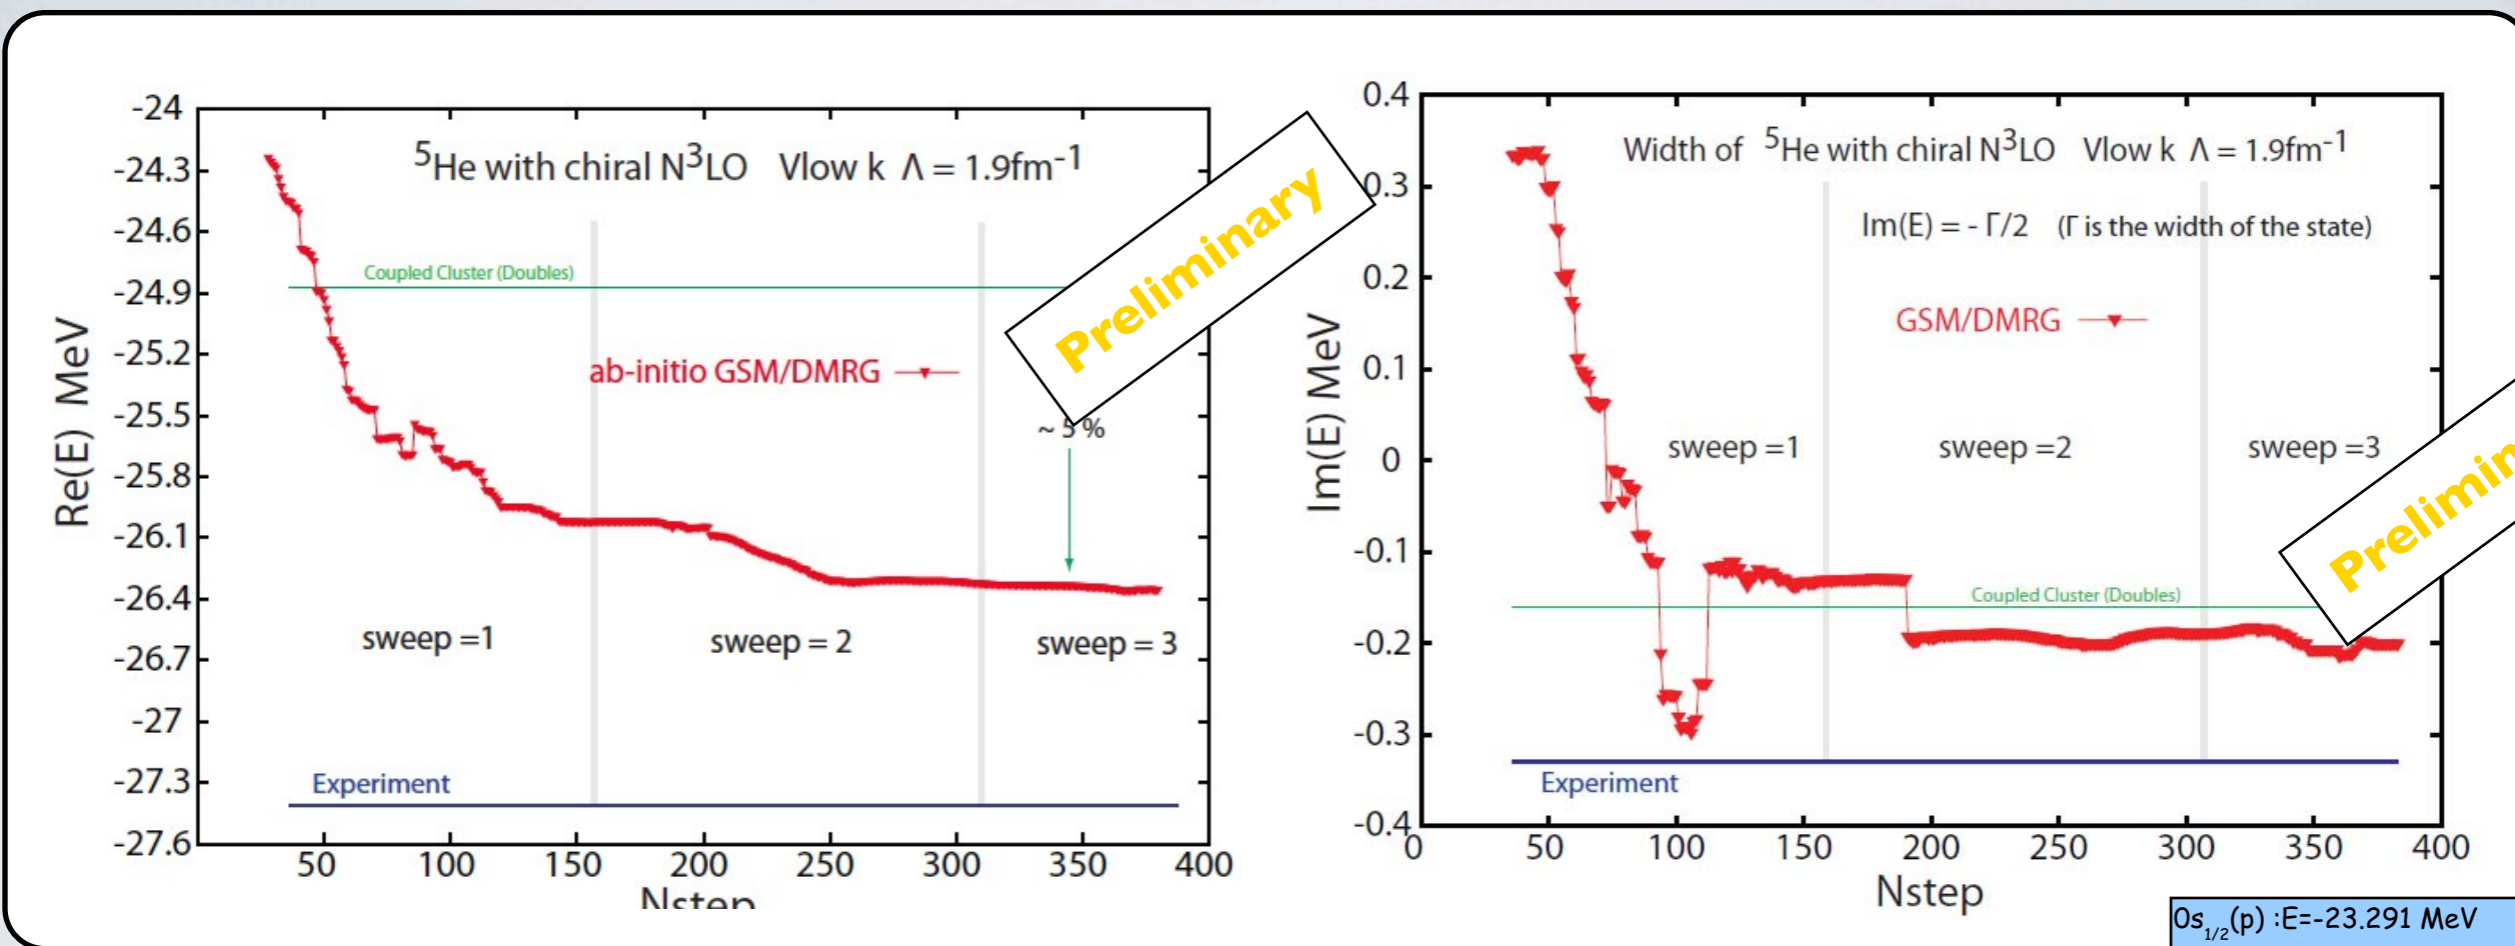 -24
-24.3
-24.6
-24.9
-25.2
-25.5
-25.8
-26.1
-26.4
-26.7
-27
-27.3
-27.6
Re(E) MeV
⁵He with chiral N³LO Vlow k Λ = 1.9fm⁻¹
Coupled Cluster (Doubles)
ab-initio GSM/DMRG
Preliminary
~ 5 %
sweep =1
sweep = 2
sweep = 3
Experiment
50 100 150 200 250 300 350 400
Nstep
0.4
0.3
0.2
0.1
0
-0.1
-0.2
-0.3
-0.4
Im(E) MeV
Width of ⁵He with chiral N³LO Vlow k Λ = 1.9fm⁻¹
Im(E) = - Γ/2 (Γ is the width of the state)
GSM/DMRG
sweep =1
sweep =2
sweep =3
Prelimin
Coupled Cluster (Doubles)
Experiment
0 50 100 150 200 250 300 350 400
Nstep
0s₁/₂(p) :E=-23.291 MeV